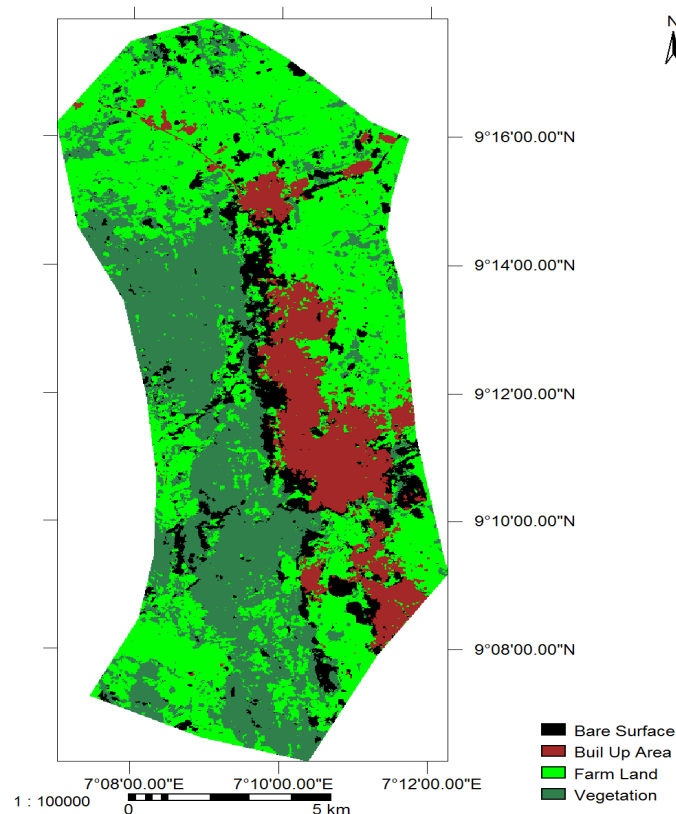 N
9°16'00.00"N
9°14'00.00"N
9°12'00.00"N
9°10'00.00"N
9°08'00.00"N
Bare Surface
Buil Up Area
Farm Land
Vegetation
7°08'00.00"E
7°10'00.00"E
7°12'00.00"E
1 : 100000
0
5 km